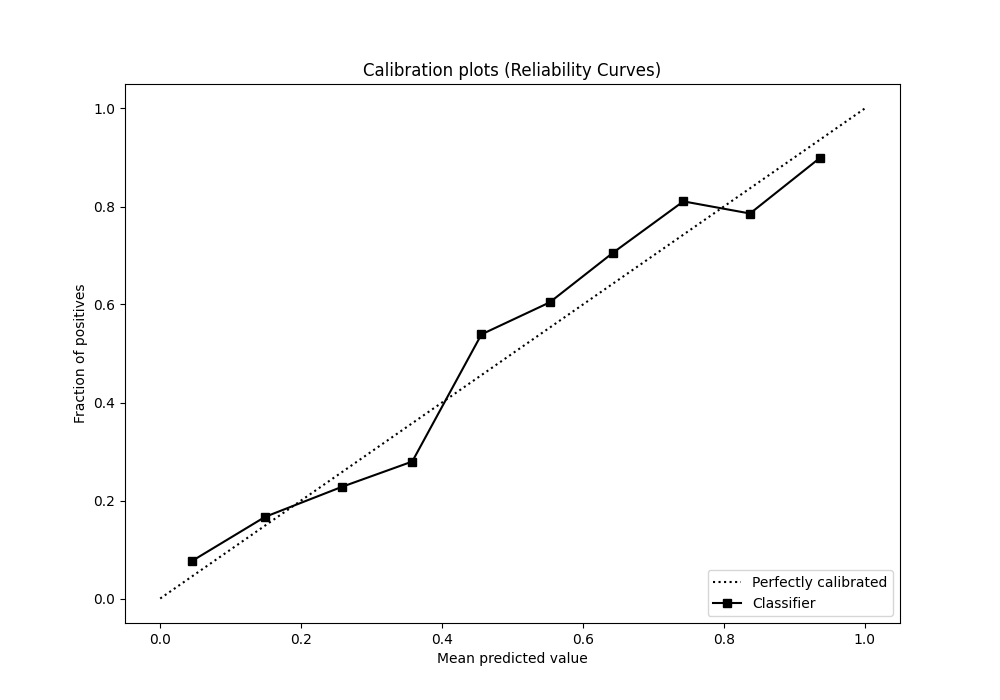 Calibration plots (Reliability Curves)
Fraction of positives
1.0
0.8
0.6
0.4
0.2
0.0
0.0 0.2 0.4 0.6 0.8 1.0
Mean predicted value
Perfectly calibrated
Classifier